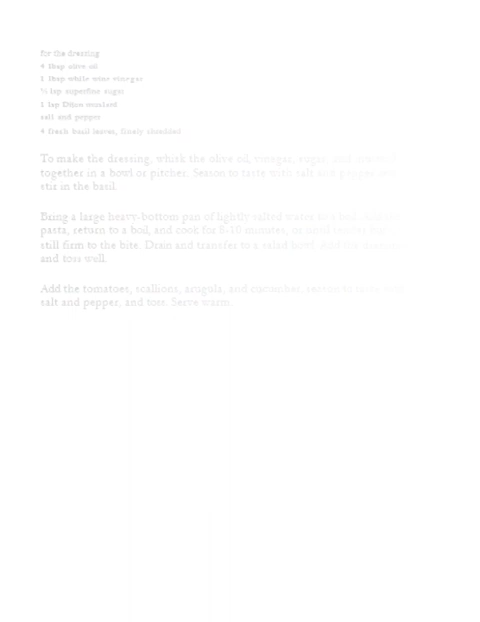 for the dressing
4 tbsp olive oil
1 tbsp white wine vinegar
½ tsp superfine sugar
1 tsp Dijon mustard
salt and pepper
4 fresh basil leaves, finely shredded
To make the dressing, whisk the olive oil, vinegar, sugar, and mustard
together in a bowl or pitcher. Season to taste with salt and pepper and
stir in the basil.
Bring a large heavy-bottom pan of lightly salted water to a boil. Add the
pasta, return to a boil, and cook for 8-10 minutes, or until tender but
still firm to the bite. Drain and transfer to a salad bowl. Add the dressing
and toss well.
Add the tomatoes, scallions, arugula, and cucumber, season to taste with
salt and pepper, and toss. Serve warm.